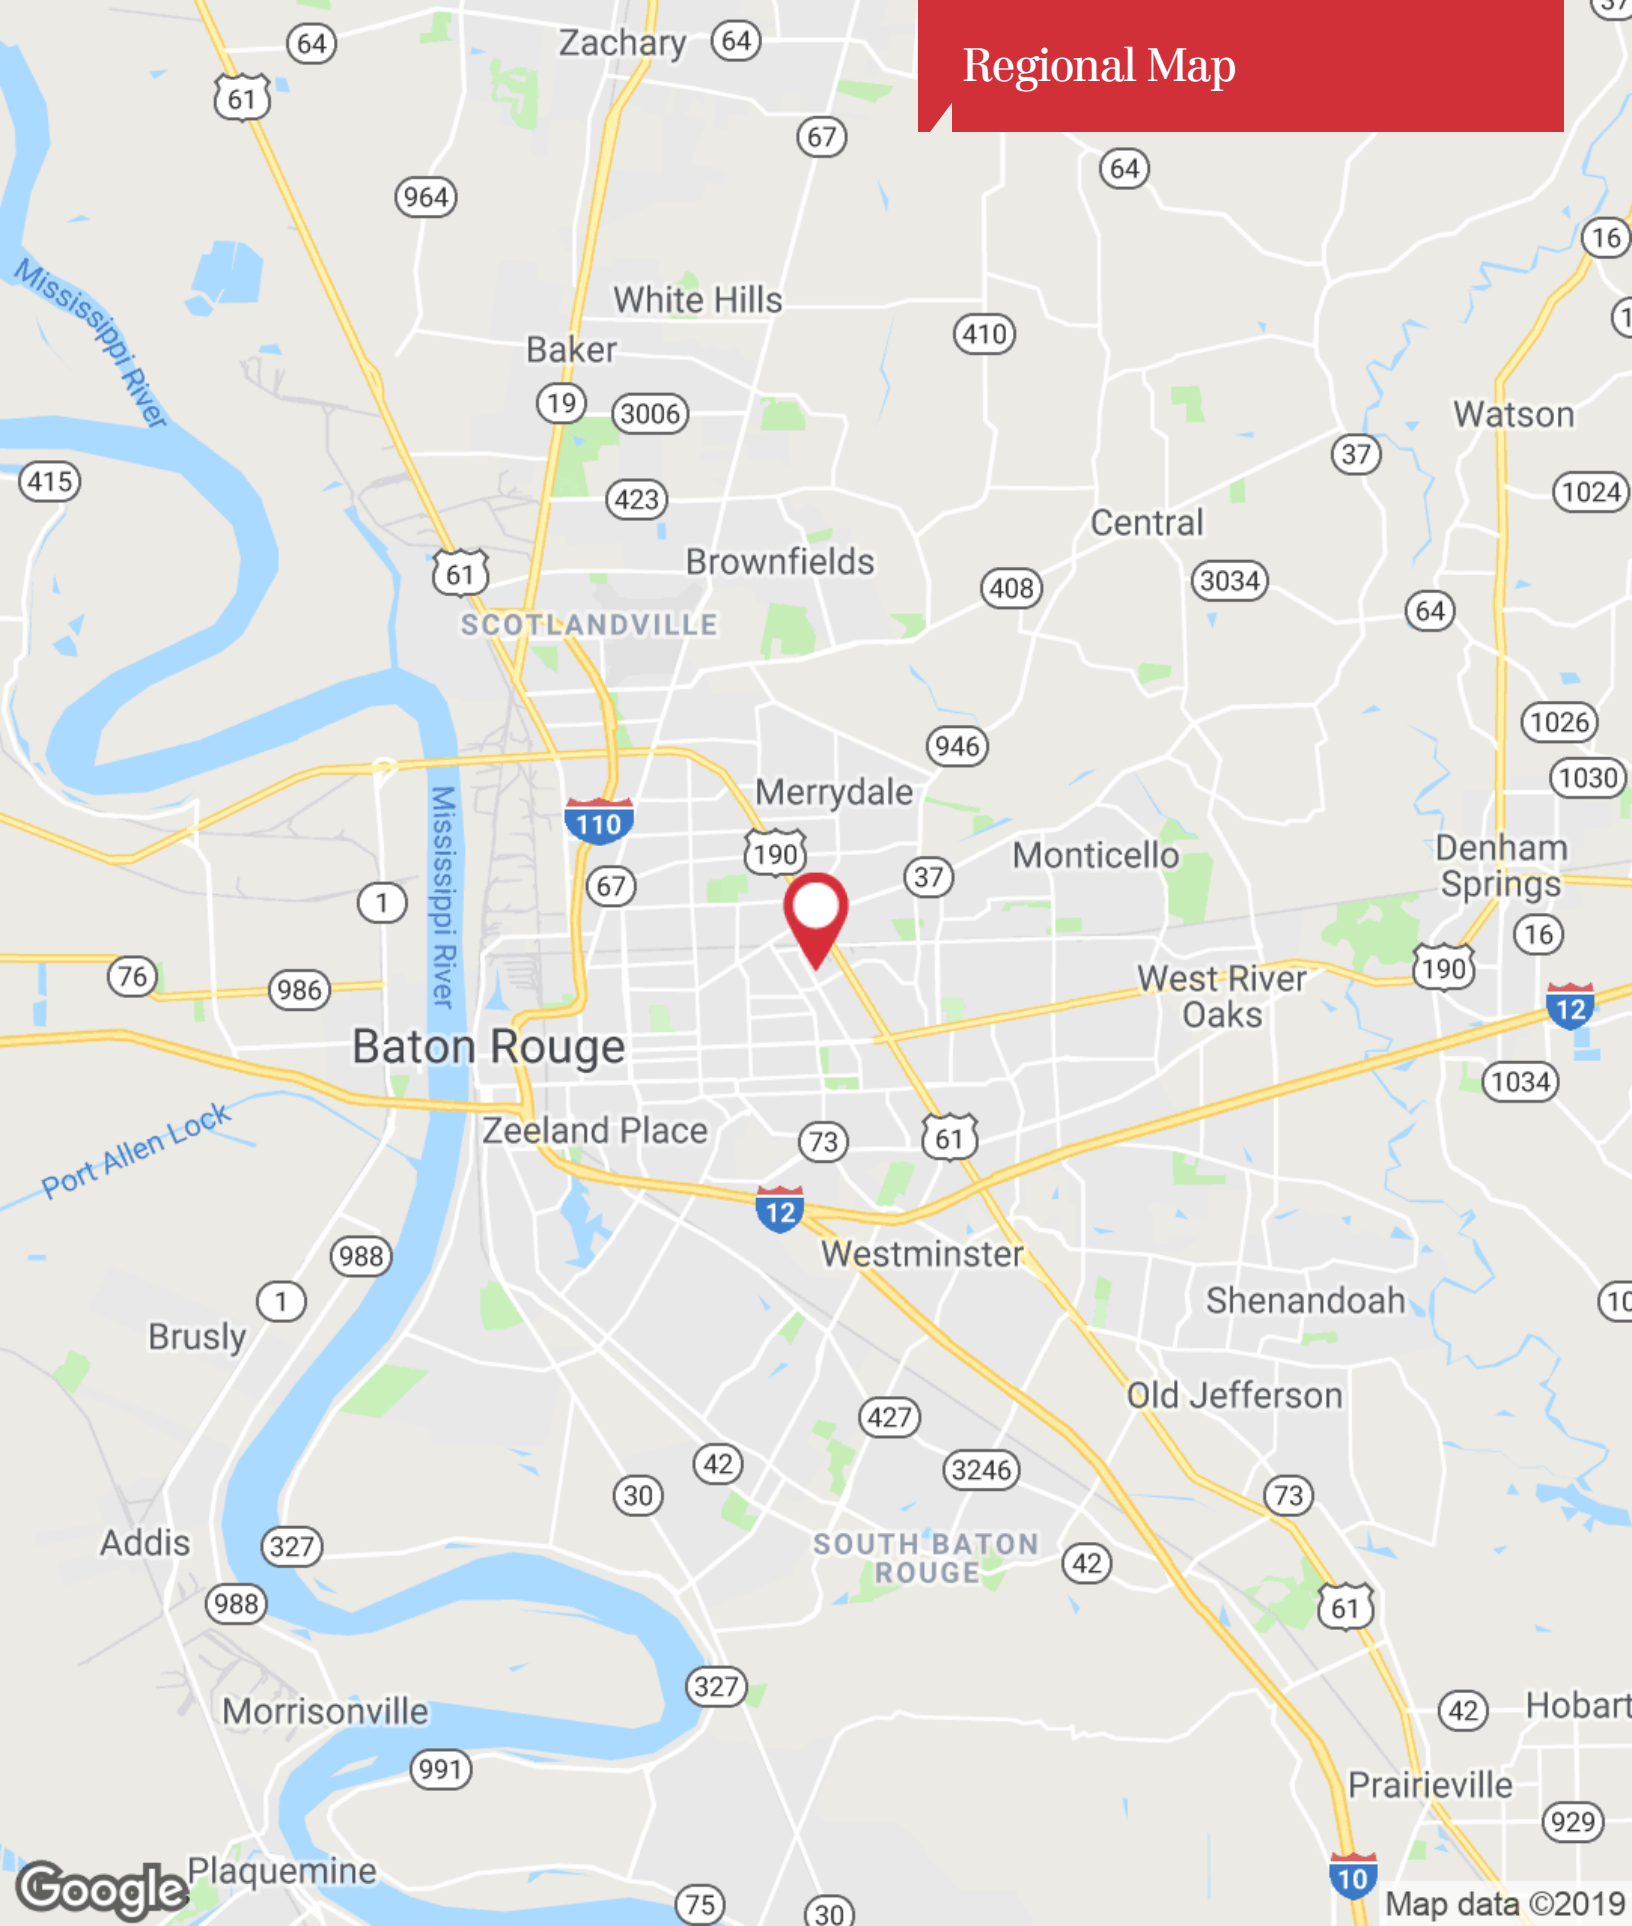 Regional Map
37
64
Zachary
64
61
67
64
964
16
Mississippi River
White Hills
1
410
Baker
19
3006
Watson
37
415
1024
423
Central
Brownfields
61
408
3034
64
SCOTLANDVILLE
1026
946
1030
Mississippi River
Merrydale
110
190
Monticello
Denham
Springs
67
37
1
16
76
986
190
West River
Oaks
12
Baton Rouge
1034
Port Allen Lock
Zeeland Place
73
61
12
988
Westminster
1
Shenandoah
10
Brusly
Old Jefferson
427
42
3246
30
73
Addis
327
SOUTH BATON
ROUGE
42
988
61
327
Morrisonville
42
Hobart
991
Prairieville
929
Plaquemine
10
Google
75
30
Map data ©2019